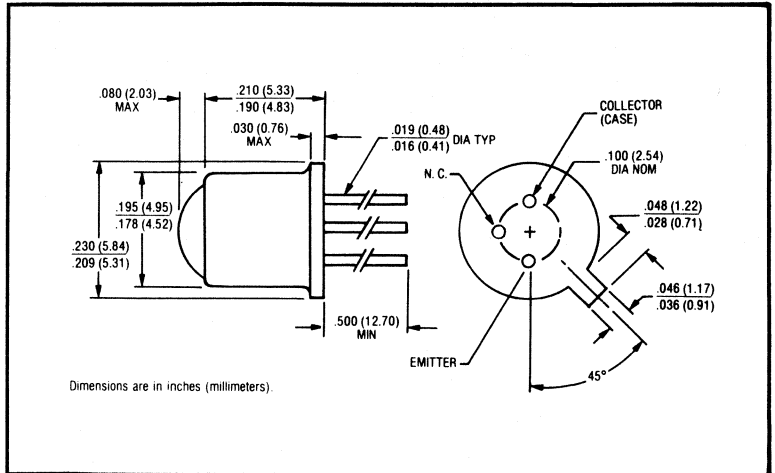 .080 (2.03)
MAX
.210 (5.33)
.190 (4.83)
.030 (0.76)
MAX
.019 (0.48)
.016 (0.41)
DIA TYP
COLLECTOR
(CASE)
.100 (2.54)
DIA NOM
N. C.
.195 (4.95)
.178 (4.52)
.048 (1.22)
.028 (0.71)
.230 (5.84)
.209 (5.31)
.046 (1.17)
.036 (0.91)
.500 (12.70)
MIN
EMITTER
45°
Dimensions are in inches (millimeters).